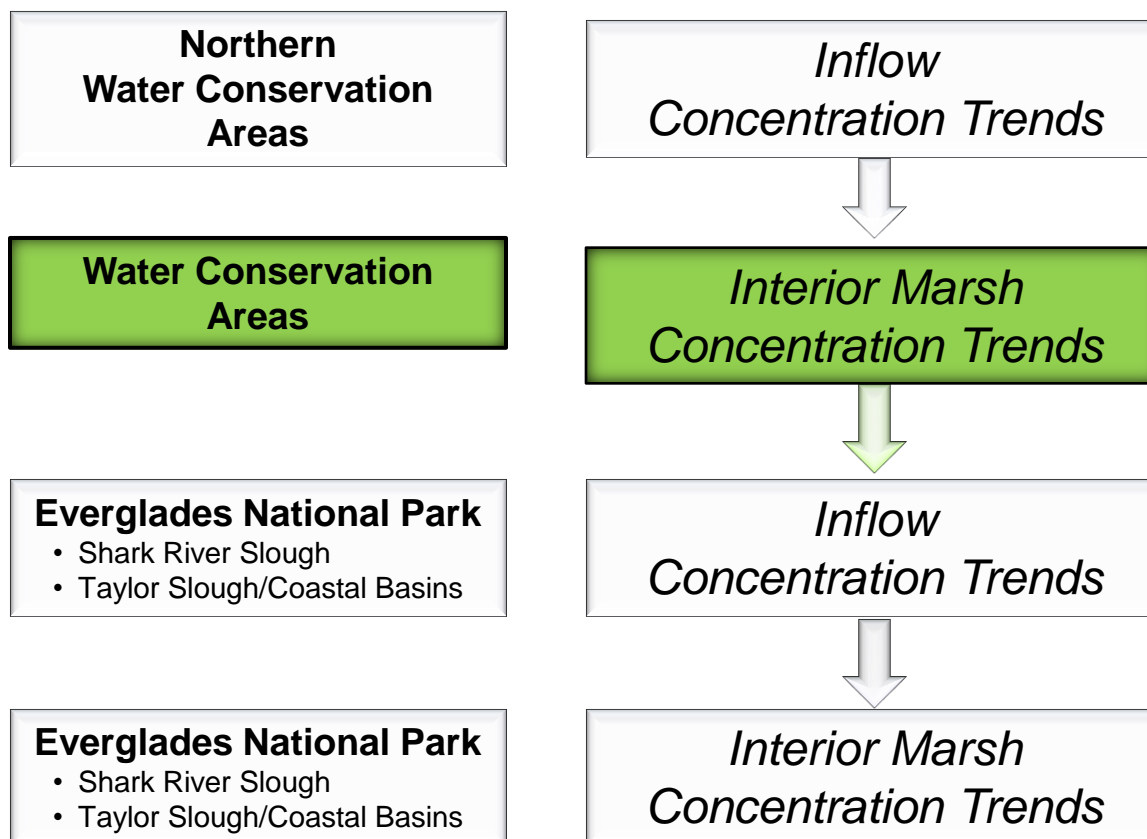 Northern
Water Conservation
Areas
Inflow
Concentration Trends
Water Conservation
Areas
Interior Marsh
Concentration Trends
Everglades National Park
• Shark River Slough
• Taylor Slough/Coastal Basins
Inflow
Concentration Trends
Everglades National Park
• Shark River Slough
• Taylor Slough/Coastal Basins
Interior Marsh
Concentration Trends